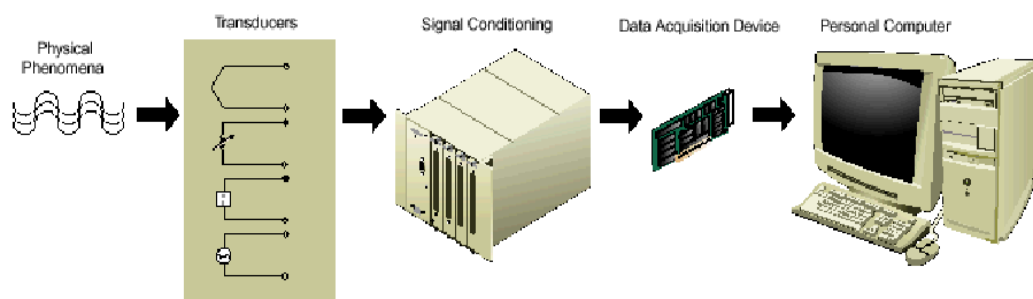 Physical
Phenomena
Transducers
Signal Conditioning
Data Acquisition Device
Personal Computer